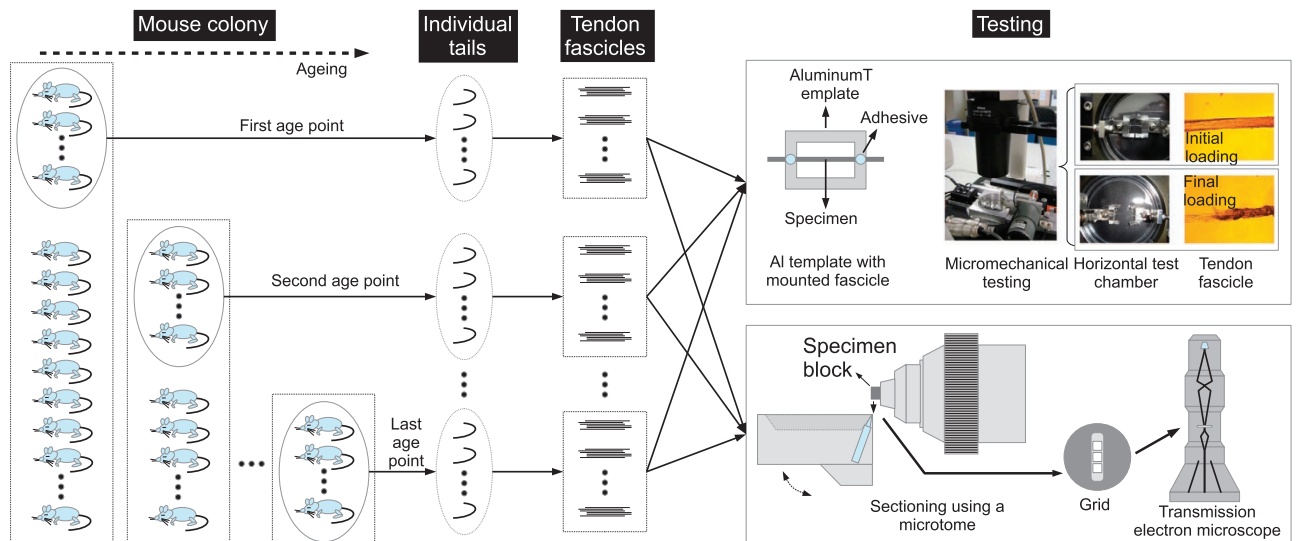 Mouse colony
Ageing
Individual
tails
Tendon
fascicles
Testing
First age point
Second age point
Last
age
point
AluminumT
emplate
Adhesive
Specimen
Al template with
mounted fascicle
Initial
loading
Final
loading
Micromechanical
testing
Horizontal test
chamber
Tendon
fascicle
Specimen
block
Sectioning using a
microtome
Grid
Transmission
electron microscope